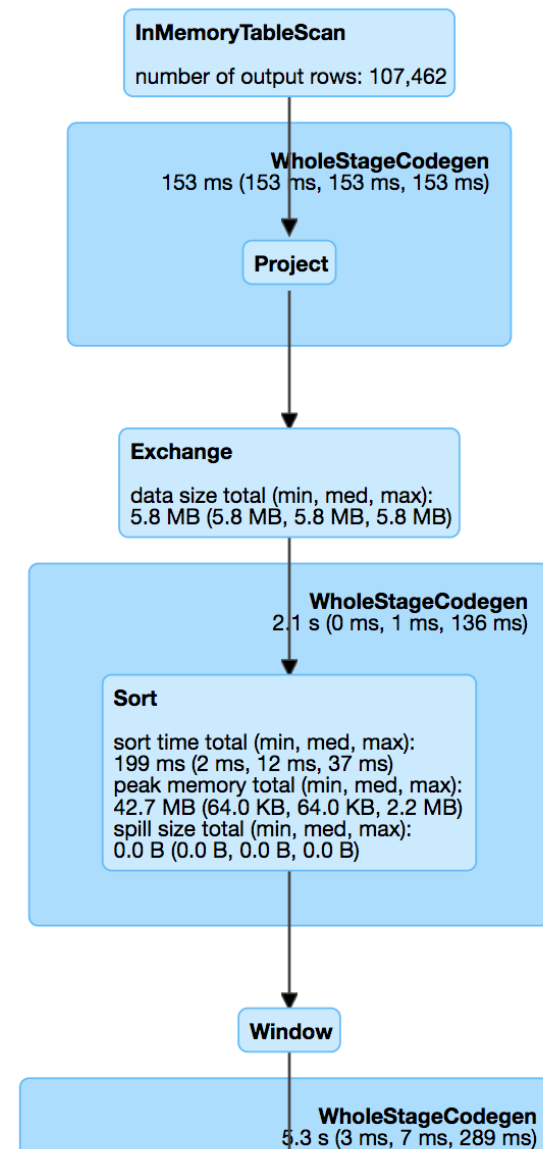 InMemoryTableScan
number of output rows: 107,462
WholeStageCodegen
153 ms (153 ms, 153 ms, 153 ms)
Project
Exchange
data size total (min, med, max):
5.8 MB (5.8 MB, 5.8 MB, 5.8 MB)
WholeStageCodegen
2.1 s (0 ms, 1 ms, 136 ms)
Sort
sort time total (min, med, max):
199 ms (2 ms, 12 ms, 37 ms)
peak memory total (min, med, max):
42.7 MB (64.0 KB, 64.0 KB, 2.2 MB)
spill size total (min, med, max):
0.0 B (0.0 B, 0.0 B, 0.0 B)
Window
WholeStageCodegen
5.3 s (3 ms, 7 ms, 289 ms)